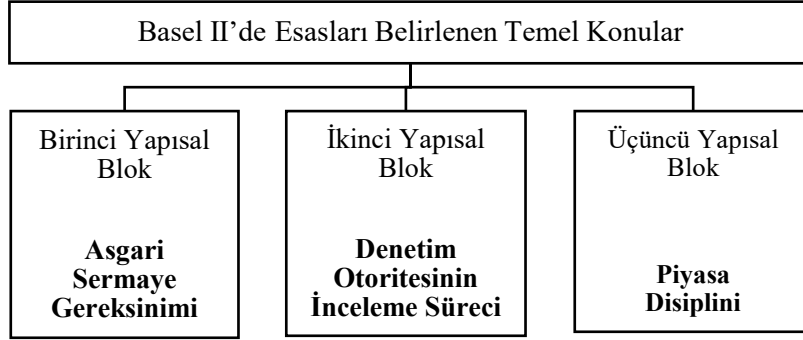 Basel II’de Esasları Belirlenen Temel Konular
Birinci Yapısal
Blok
Asgari
Sermaye
Gereksinimi
İkinci Yapısal
Blok
Denetim
Otoritesinin
İnceleme Süreci
Üçüncü Yapısal
Blok
Piyasa
Disiplini